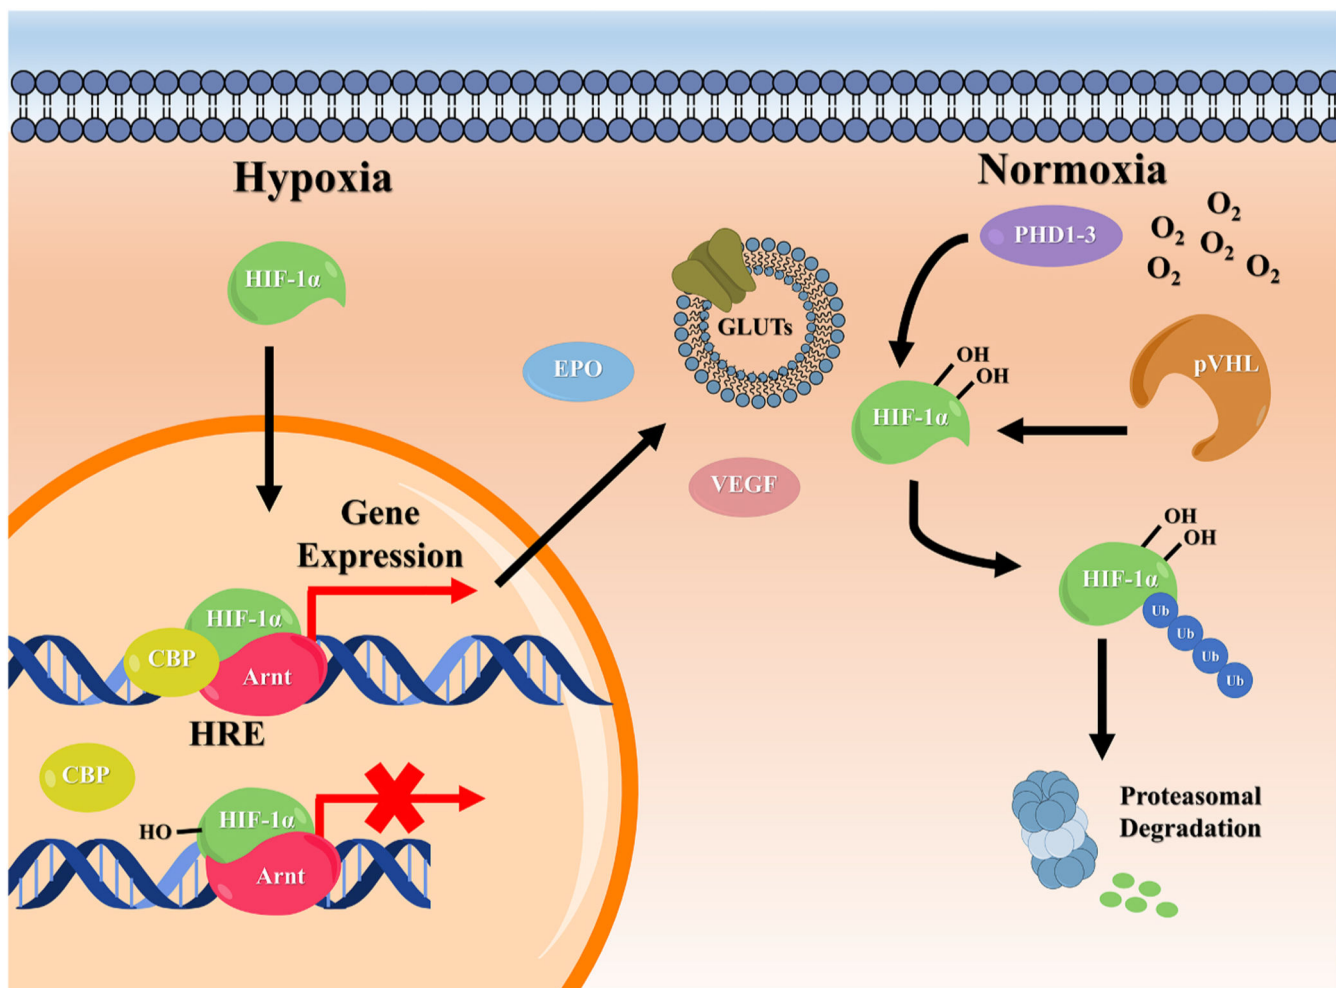 Hypoxia
Normoxia
HIF-1α
PHD1-3
O2
O2
O2
O2
O2
GLUTs
EPO
VEGF
pVHL
OH
OH
HIF-1α
Gene
Expression
HIF-1α
CBP
Arnt
HRE
CBP
HO
HIF-1α
Arnt
OH
OH
HIF-1α
Ub
Ub
Ub
Ub
Proteasomal
Degradation